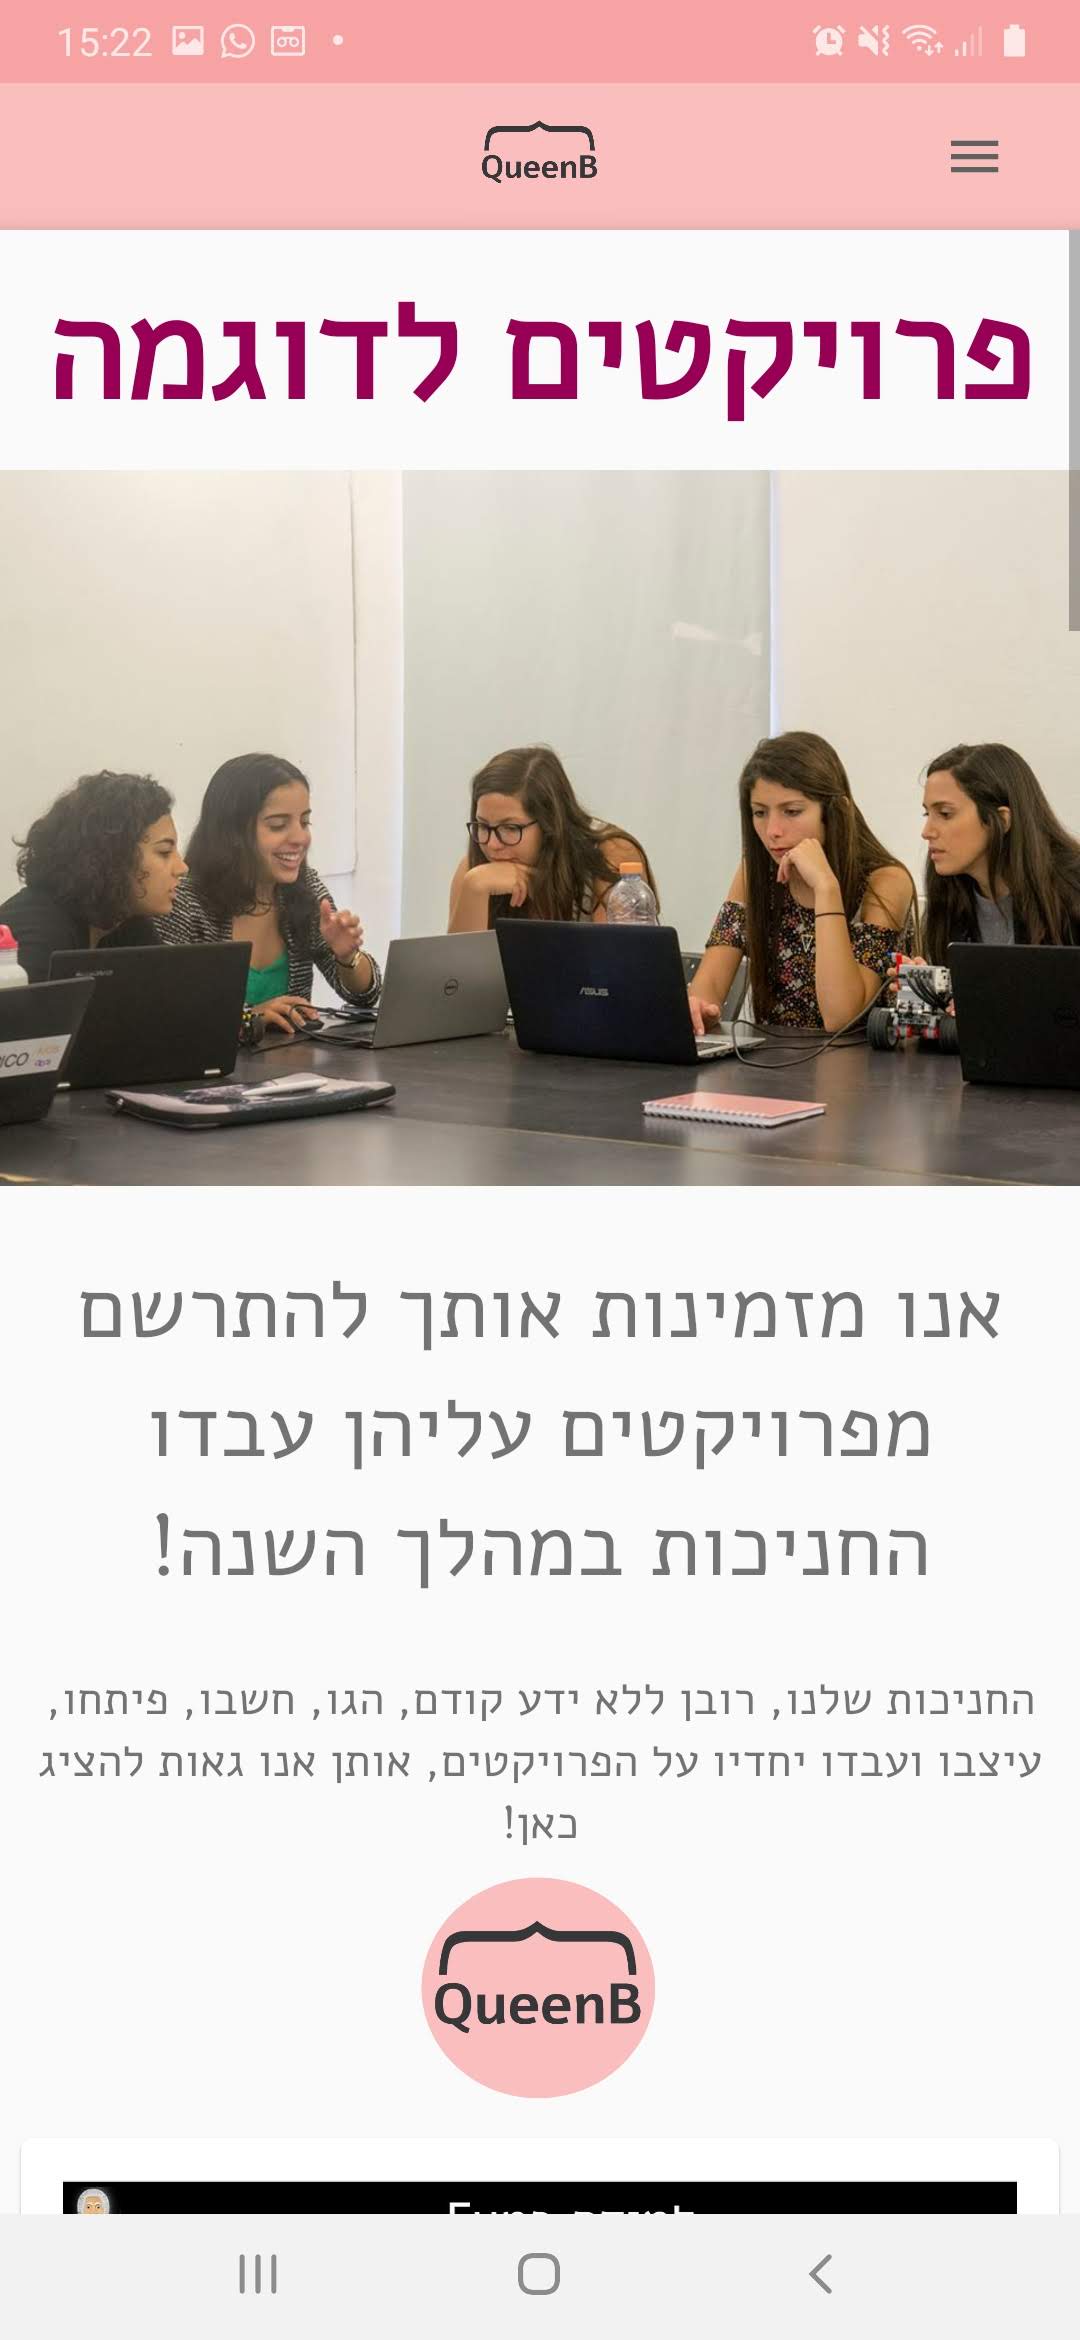 15:22
QueenB
פרויקטים לדוגמה
ASUS
אנו מזמינות אותך להתרשם
מפרויקטים עליהן עבדו
החניכות במהלך השנה!
החניכות שלנו, רובן ללא ידע קודם, הגו, חשבו, פיתחו,
עיצבו ועבדו יחדיו על הפרויקטים, אותן אנו גאות להציג
כאן!
QueenB